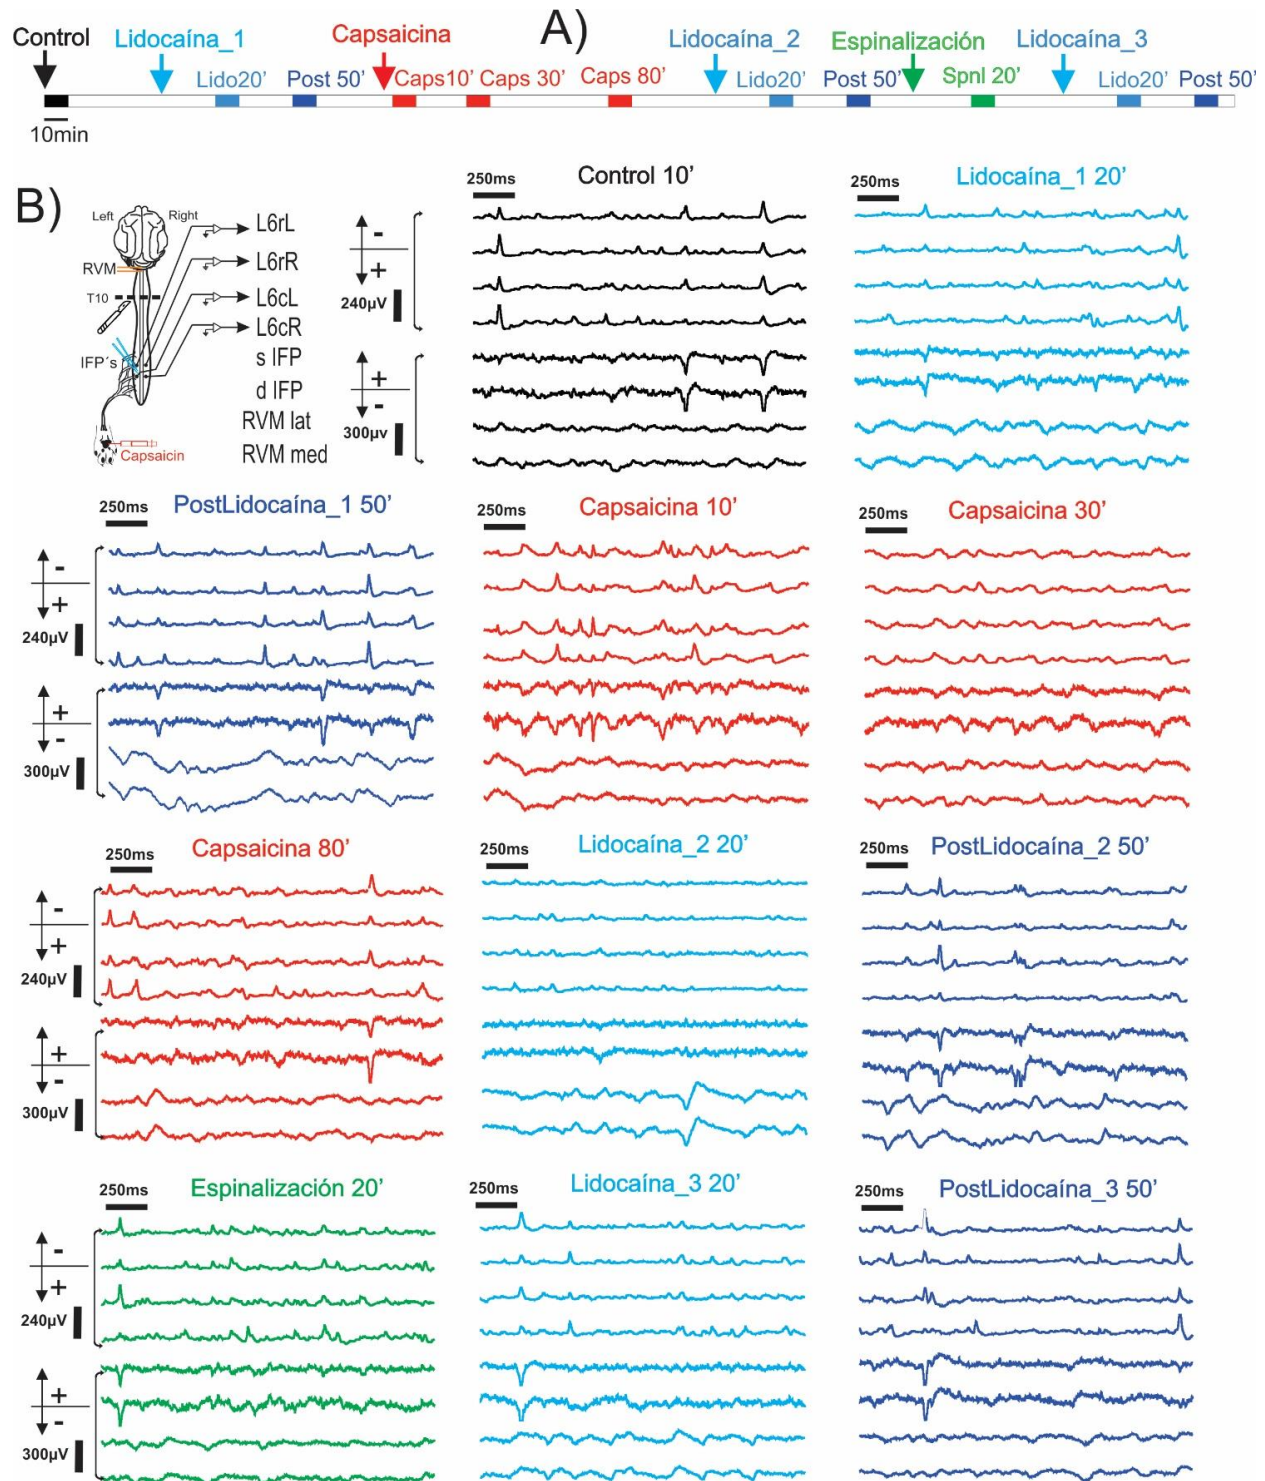 A)
Control Lidocaína_1 Capsaicina Lidocaína_2 Espinalización Lidocaína_3
Lido20’ Post 50’ Caps10’ Caps 30’ Caps 80’ Lido20’ Post 50’ Spnl 20’ Lido20’ Post 50’
10min
B)
Left Right
RVM
T10
IFP´s
Capsaicin
L6rL
L6rR
L6cL
L6cR
s IFP
d IFP
RVM lat
RVM med
-
+
240µV
+
-
300µv
250ms Control 10’
250ms Lidocaína_1 20’
250ms PostLidocaína_1 50’
-
+
240µV
+
-
300µV
250ms Capsaicina 10’
250ms Capsaicina 30’
250ms Capsaicina 80’
-
+
240µV
+
-
300µV
250ms Lidocaína_2 20’
250ms PostLidocaína_2 50’
250ms Espinalización 20’
-
+
240µV
+
-
300µV
250ms Lidocaína_3 20’
250ms PostLidocaína_3 50’